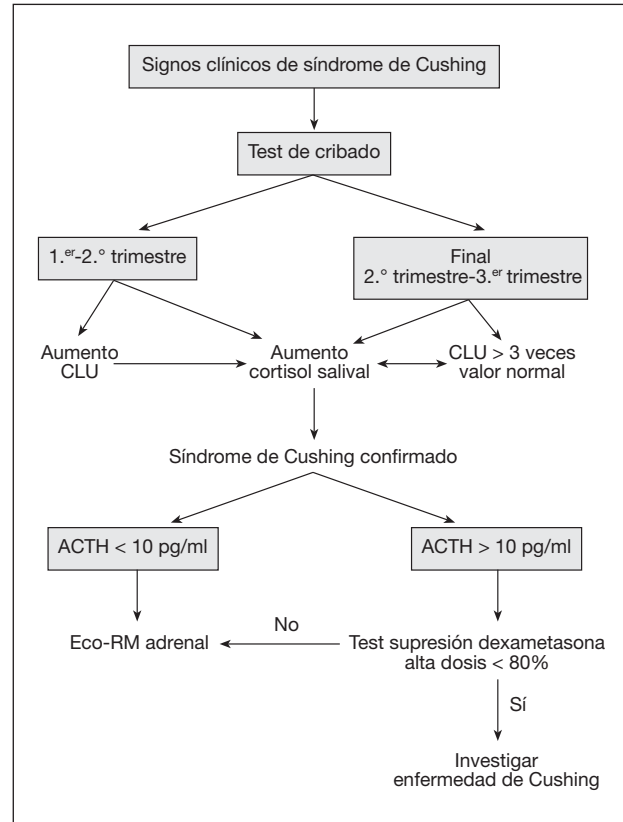 Signos clínicos de síndrome de Cushing
Test de cribado
1.er-2.° trimestre
Final
2.° trimestre-3.er trimestre
Aumento
CLU
Aumento
cortisol salival
CLU > 3 veces
valor normal
Síndrome de Cushing confirmado
ACTH < 10 pg/ml
ACTH > 10 pg/ml
Eco-RM adrenal
No
Test supresión dexametasona
alta dosis < 80%
Sí
Investigar
enfermedad de Cushing